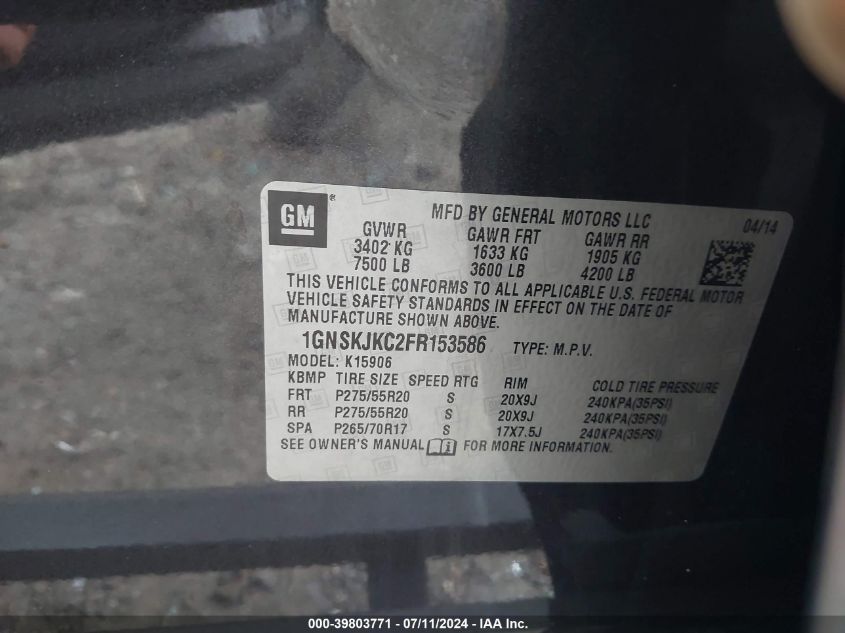 GM ®
MFD BY GENERAL MOTORS LLC 04/14
GVWR GAWR FRT GAWR RR
3402 KG 1633 KG 1905 KG
7500 LB 3600 LB 4200 LB
THIS VEHICLE CONFORMS TO ALL APPLICABLE U.S. FEDERAL MOTOR
VEHICLE SAFETY STANDARDS IN EFFECT ON THE DATE OF
MANUFACTURE SHOWN ABOVE.
1GNSKJKC2FR153586 TYPE: M.P.V.
MODEL: K15906
KBMP TIRE SIZE SPEED RTG RIM COLD TIRE PRESSURE
FRT P275/55R20 S 20X9J 240KPA(35PSI)
RR P275/55R20 S 20X9J 240KPA(35PSI)
SPA P265/70R17 S 17X7.5J 240KPA(35PSI)
SEE OWNER'S MANUAL i FOR MORE INFORMATION.
000-39803771 - 07/11/2024 - IAA Inc.